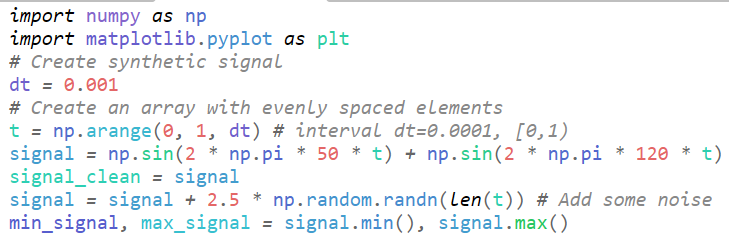 import numpy as np
import matplotlib.pyplot as plt
# Create synthetic signal
dt = 0.001
# Create an array with evenly spaced elements
t = np.arange(0, 1, dt) # interval dt=0.0001, [0,1)
signal = np.sin(2 * np.pi * 50 * t) + np.sin(2 * np.pi * 120 * t)
signal_clean = signal
signal = signal + 2.5 * np.random.randn(len(t)) # Add some noise
min_signal, max_signal = signal.min(), signal.max()